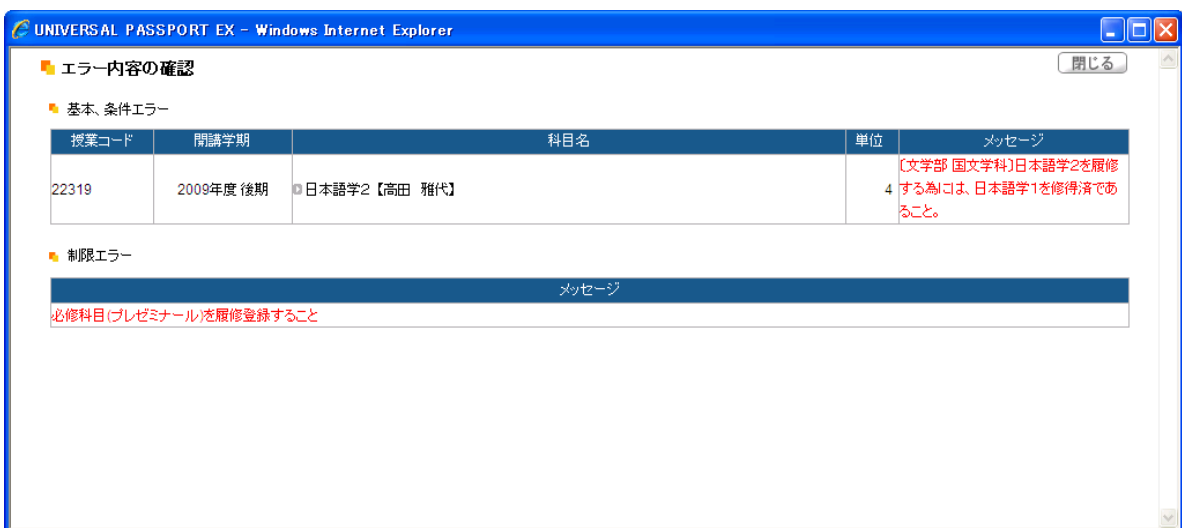 UNIVERSAL PASSPORT EX - Windows Internet Explorer
エラー内容の確認
閉じる
基本、条件エラー
授業コード 開講学期 科目名 単位 メッセージ
22319 2009年度 後期 日本語学2【高田 雅代】 4 〔文学部 国文学科〕日本語学2を履修
する為には、日本語学1を修得済であ
ること。
制限エラー
メッセージ
必修科目(プレゼミナール)を履修登録すること